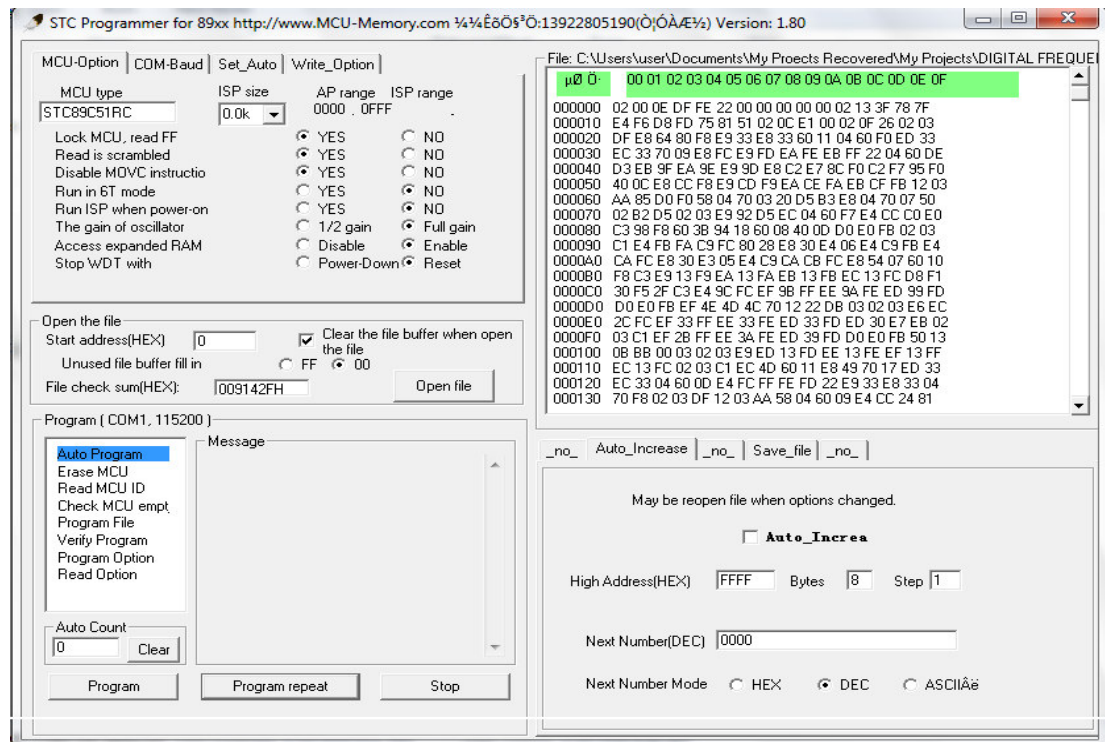 STC Programmer for 89xx http://www.MCU-Memory.com ¼¼ÊõÖ§³Ö:13922805190(Ò¦ÓÀÆ½) Version: 1.80
MCU-Option COM-Baud Set_Auto Write_Option
MCU type ISP size AP range ISP range
STC89C51RC 0.0k 0000 . 0FFF -
Lock MCU, read FF YES NO
Read is scrambled YES NO
Disable MOVC instructio YES NO
Run in 6T mode YES NO
Run ISP when power-on YES NO
The gain of oscillator 1/2 gain Full gain
Access expanded RAM Disable Enable
Stop WDT with Power-Down Reset
Open the file
Start address(HEX) 0 Clear the file buffer when open the file
Unused file buffer fill in FF 00
File check sum(HEX): 009142FH Open file
Program ( COM1, 115200 )
Auto Program
Erase MCU
Read MCU ID
Check MCU empt
Program File
Verify Program
Program Option
Read Option
Message
Auto Count
0 Clear
Program Program repeat Stop
File: C:\Users\user\Documents\My Proects Recovered\My Projects\DIGITAL FREQUE
µØ Ö· 00 01 02 03 04 05 06 07 08 09 0A 0B 0C 0D 0E 0F
000000 02 00 0E DF FE 22 00 00 00 00 00 02 13 3F 78 7F
000010 E4 F6 D8 FD 75 81 51 02 0C E1 00 02 0F 26 02 03
000020 DF E8 64 80 F8 E9 33 E8 33 60 11 04 60 F0 ED 33
000030 EC 33 70 09 E8 FC E9 FD EA FE EB FF 22 04 60 DE
000040 D3 EB 9F EA 9E E9 9D E8 C2 E7 8C F0 C2 F7 95 F0
000050 40 0C E8 CC F8 E9 CD F9 EA CE FA EB CF FB 12 03
000060 AA 85 D0 F0 58 04 70 03 20 D5 B3 E8 04 70 07 50
000070 02 B2 D5 02 03 E9 92 D5 EC 04 60 F7 E4 CC C0 E0
000080 C3 98 F8 60 3B 94 18 60 08 40 0D D0 E0 FB 02 03
000090 C1 E4 FB FA C9 FC 80 28 E8 30 E4 06 E4 C9 FB E4
0000A0 CA FC E8 30 E3 05 E4 C9 CA CB FC E8 54 07 60 10
0000B0 F8 C3 E9 13 F9 EA 13 FA EB 13 FB EC 13 FC D8 F1
0000C0 30 F5 2F C3 E4 9C FC EF 9B FF EE 9A FE ED 99 FD
0000D0 D0 E0 FB EF 4E 4D 4C 70 12 22 DB 03 02 03 E6 EC
0000E0 2C FC EF 33 FF EE 33 FE ED 33 FD ED 30 E7 EB 02
0000F0 03 C1 EF 2B FF EE 3A FE ED 39 FD D0 E0 FB 50 13
000100 0B BB 00 03 02 03 E9 ED 13 FD EE 13 FE EF 13 FF
000110 EC 13 FC 02 03 C1 EC 4D 60 11 E8 49 70 17 ED 33
000120 EC 33 04 60 0D E4 FC FF FE FD 22 E9 33 E8 33 04
000130 70 F8 02 03 DF 12 03 AA 58 04 60 09 E4 CC 24 81
_no_ Auto_Increase _no_ Save_file _no_
May be reopen file when options changed.
Auto_Increa
High Address(HEX) FFFF Bytes 8 Step 1
Next Number(DEC) 0000
Next Number Mode HEX DEC ASCIIÂë